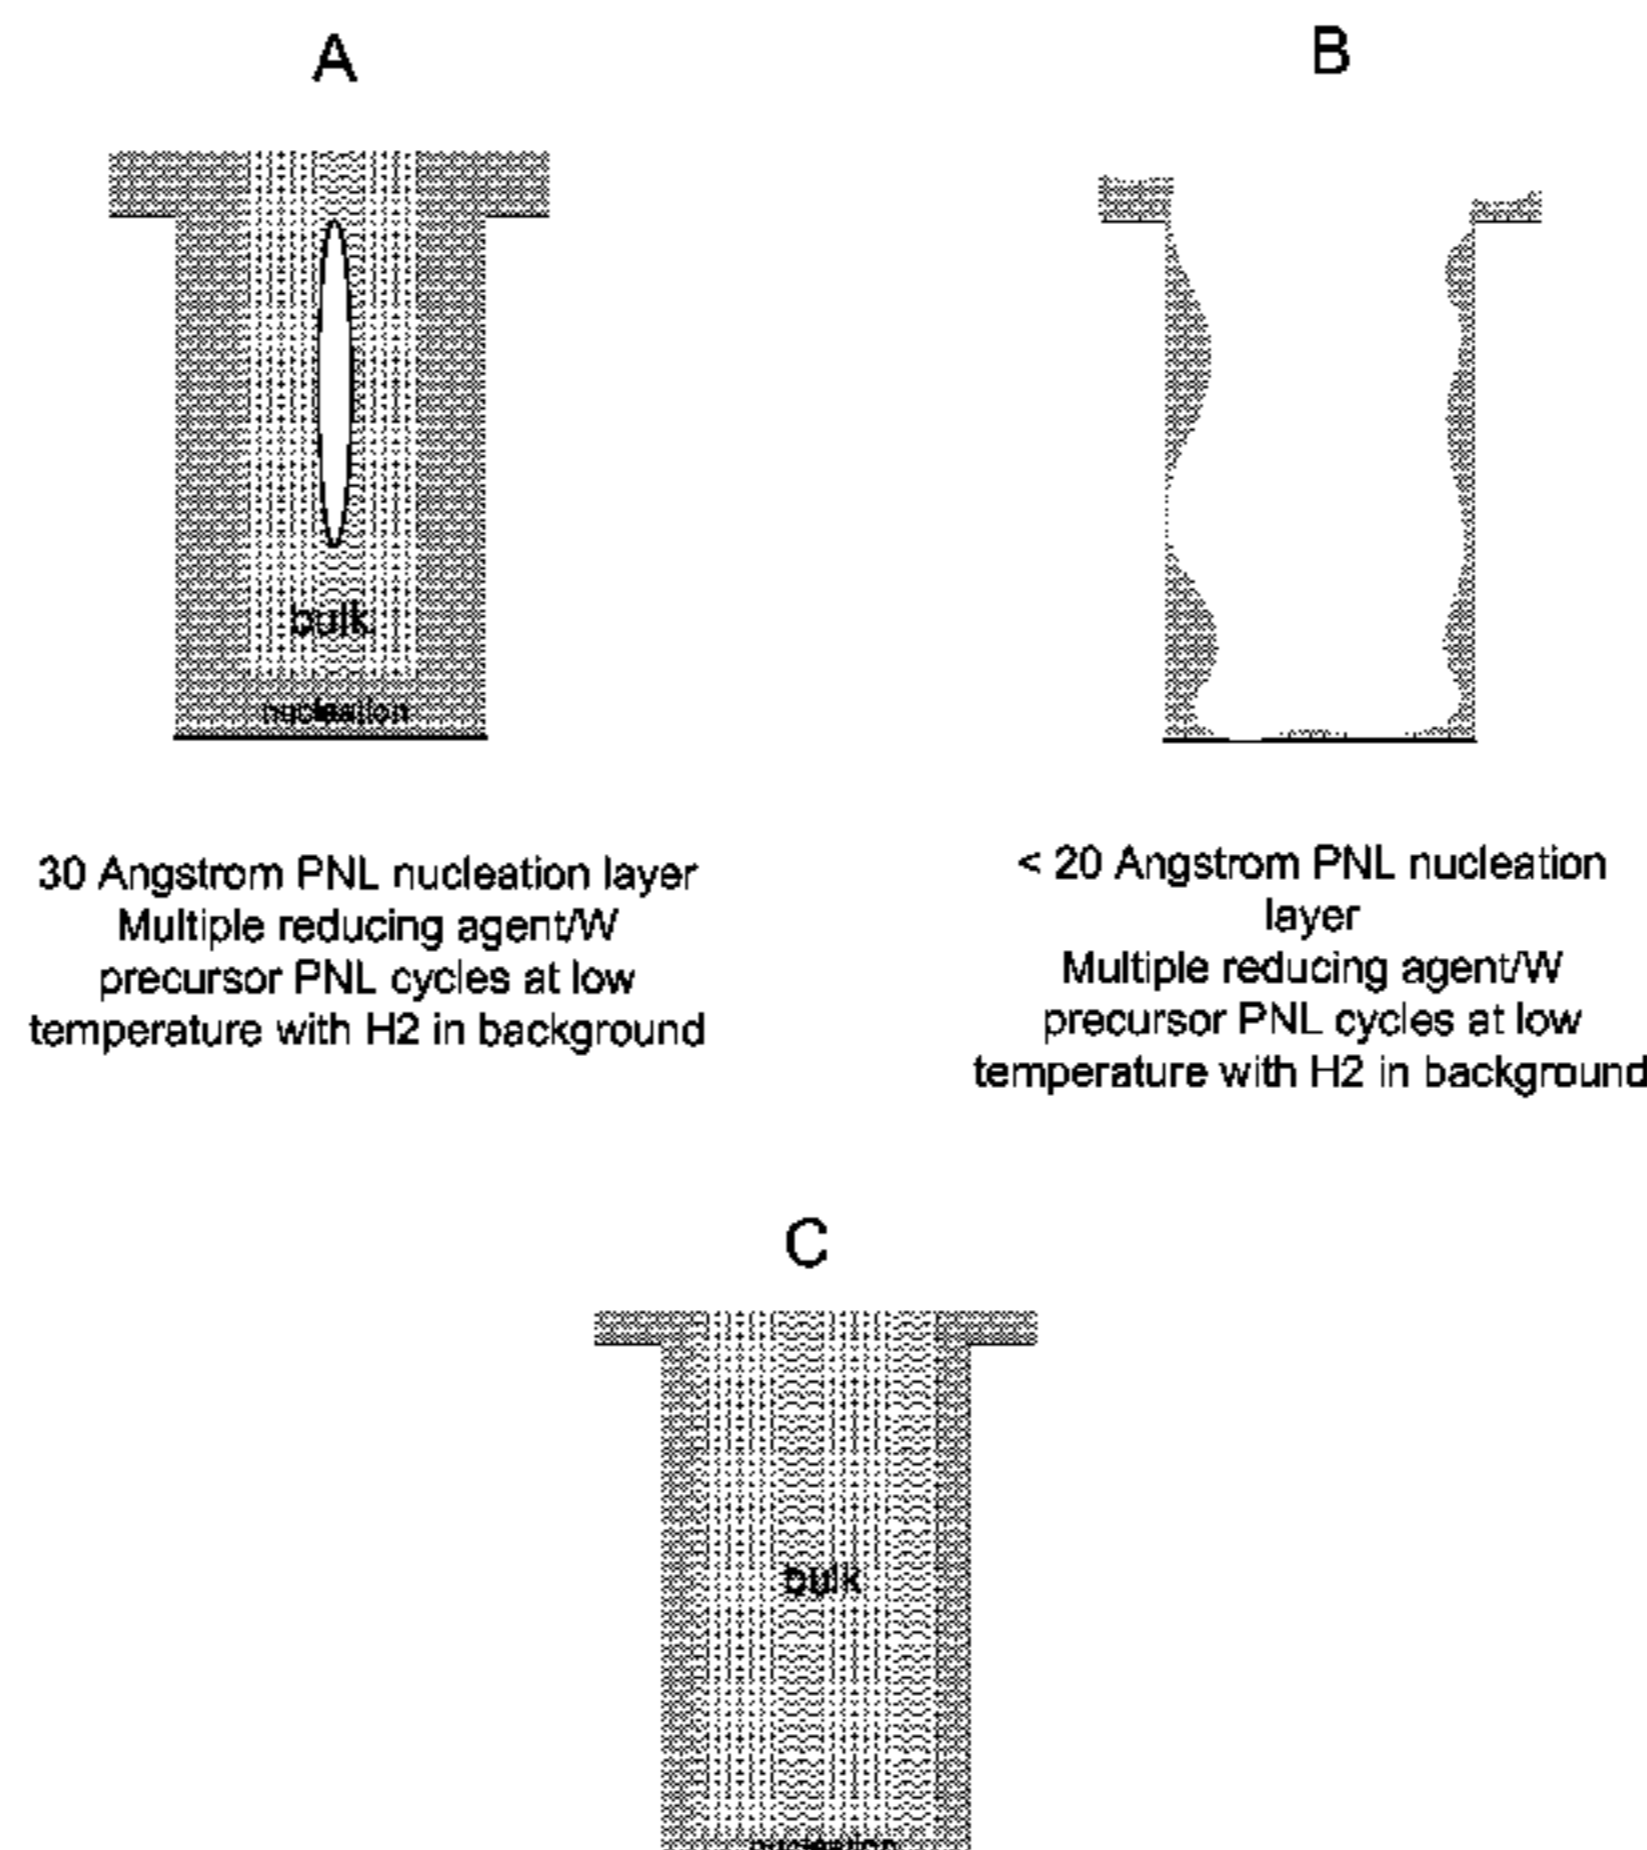 A
B
bulk
nucleation
30 Angstrom PNL nucleation layer
Multiple reducing agent/W
precursor PNL cycles at low
temperature with H2 in background
< 20 Angstrom PNL nucleation
layer
Multiple reducing agent/W
precursor PNL cycles at low
temperature with H2 in background
C
bulk
nucleation